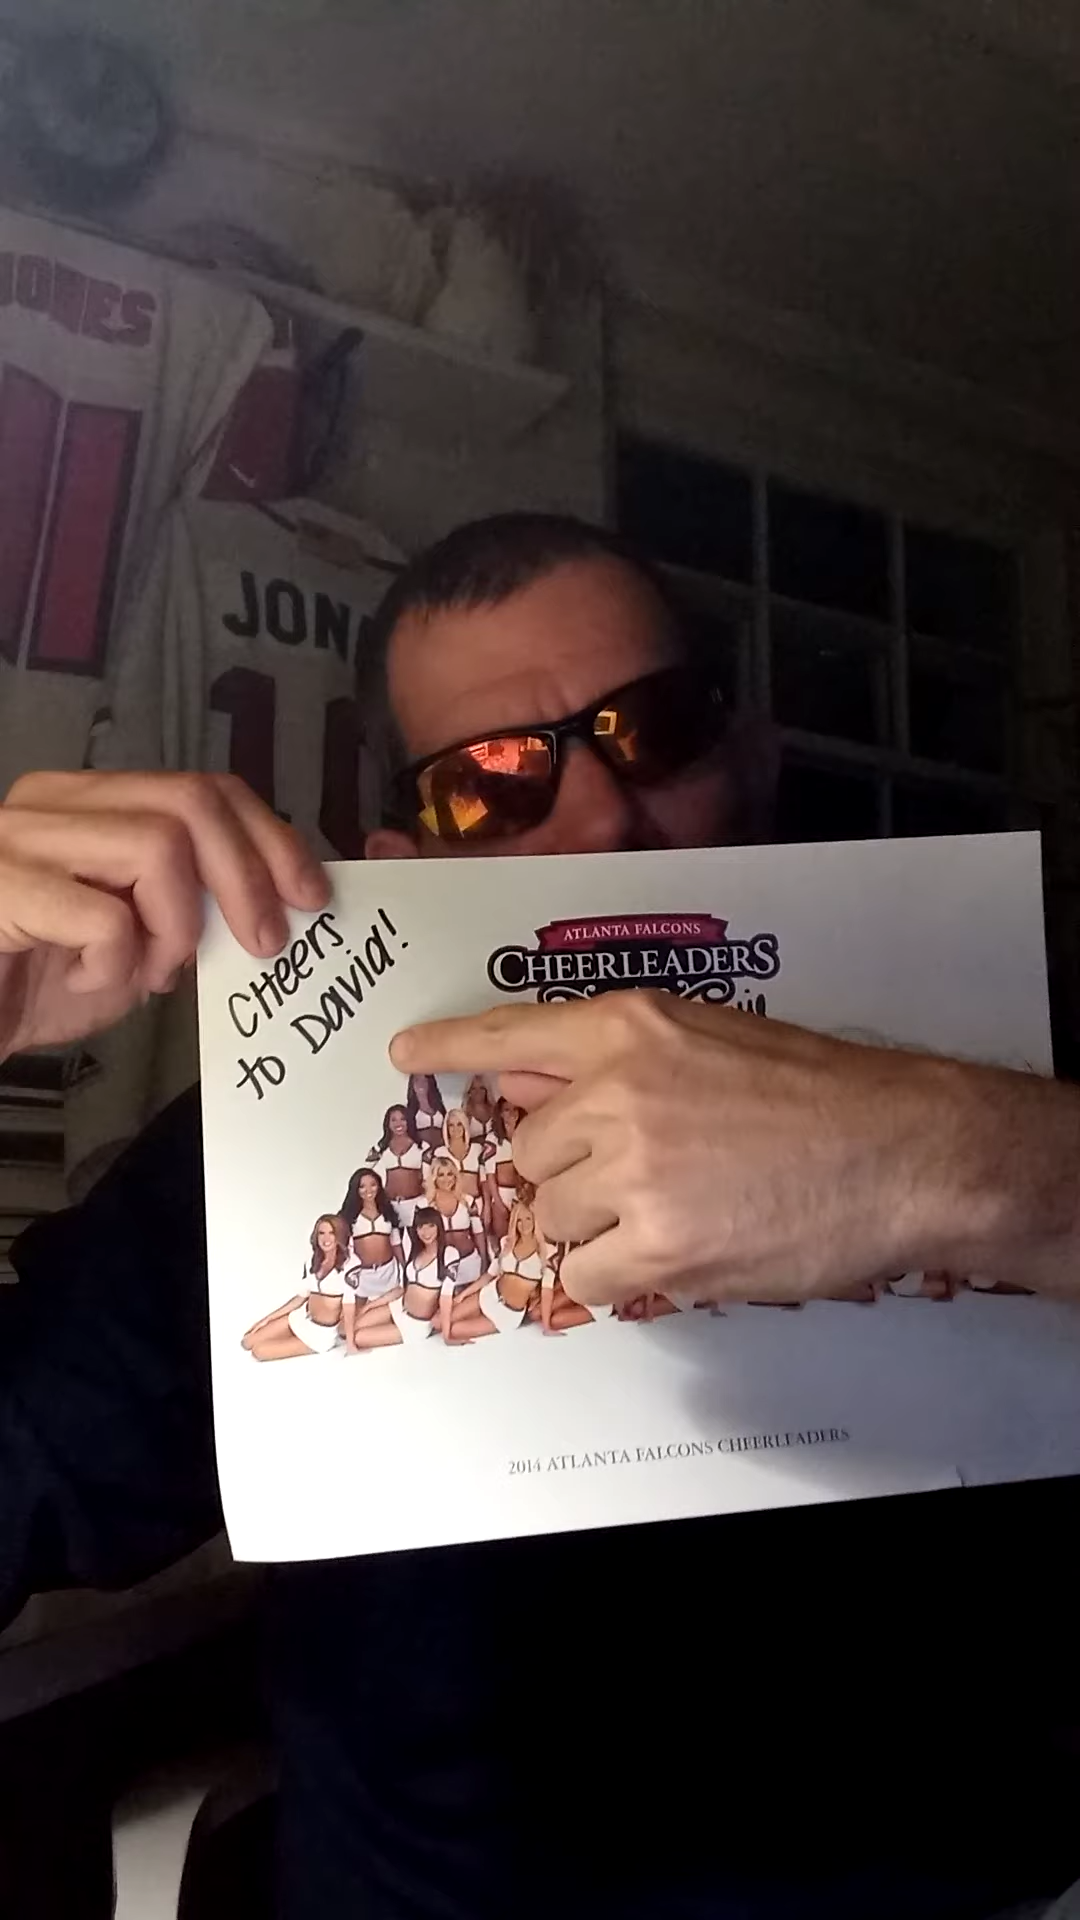 JONES
JON
Cheers
to David!
ATLANTA FALCONS
CHEERLEADERS
2014 ATLANTA FALCONS CHEERLEADERS